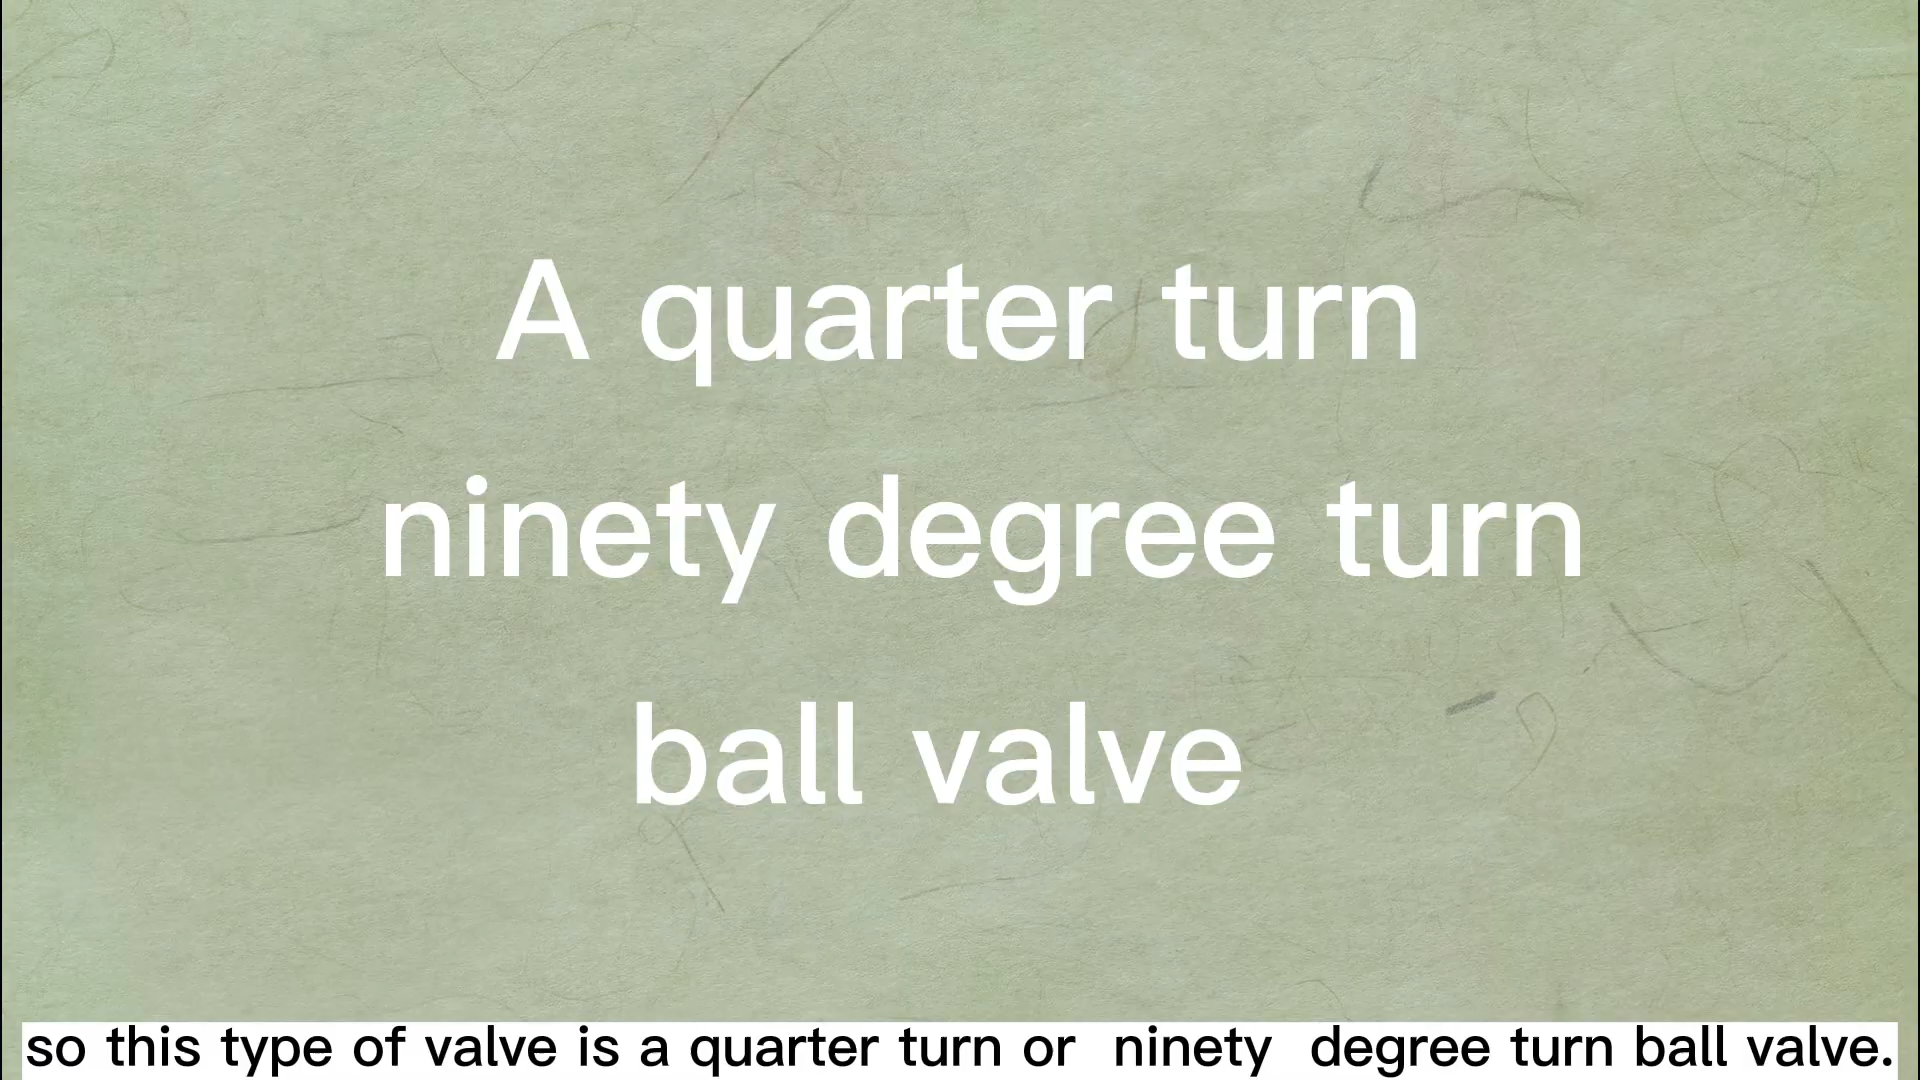 A quarter turn
ninety degree turn
ball valve
so this type of valve is a quarter turn or ninety degree turn ball valve.